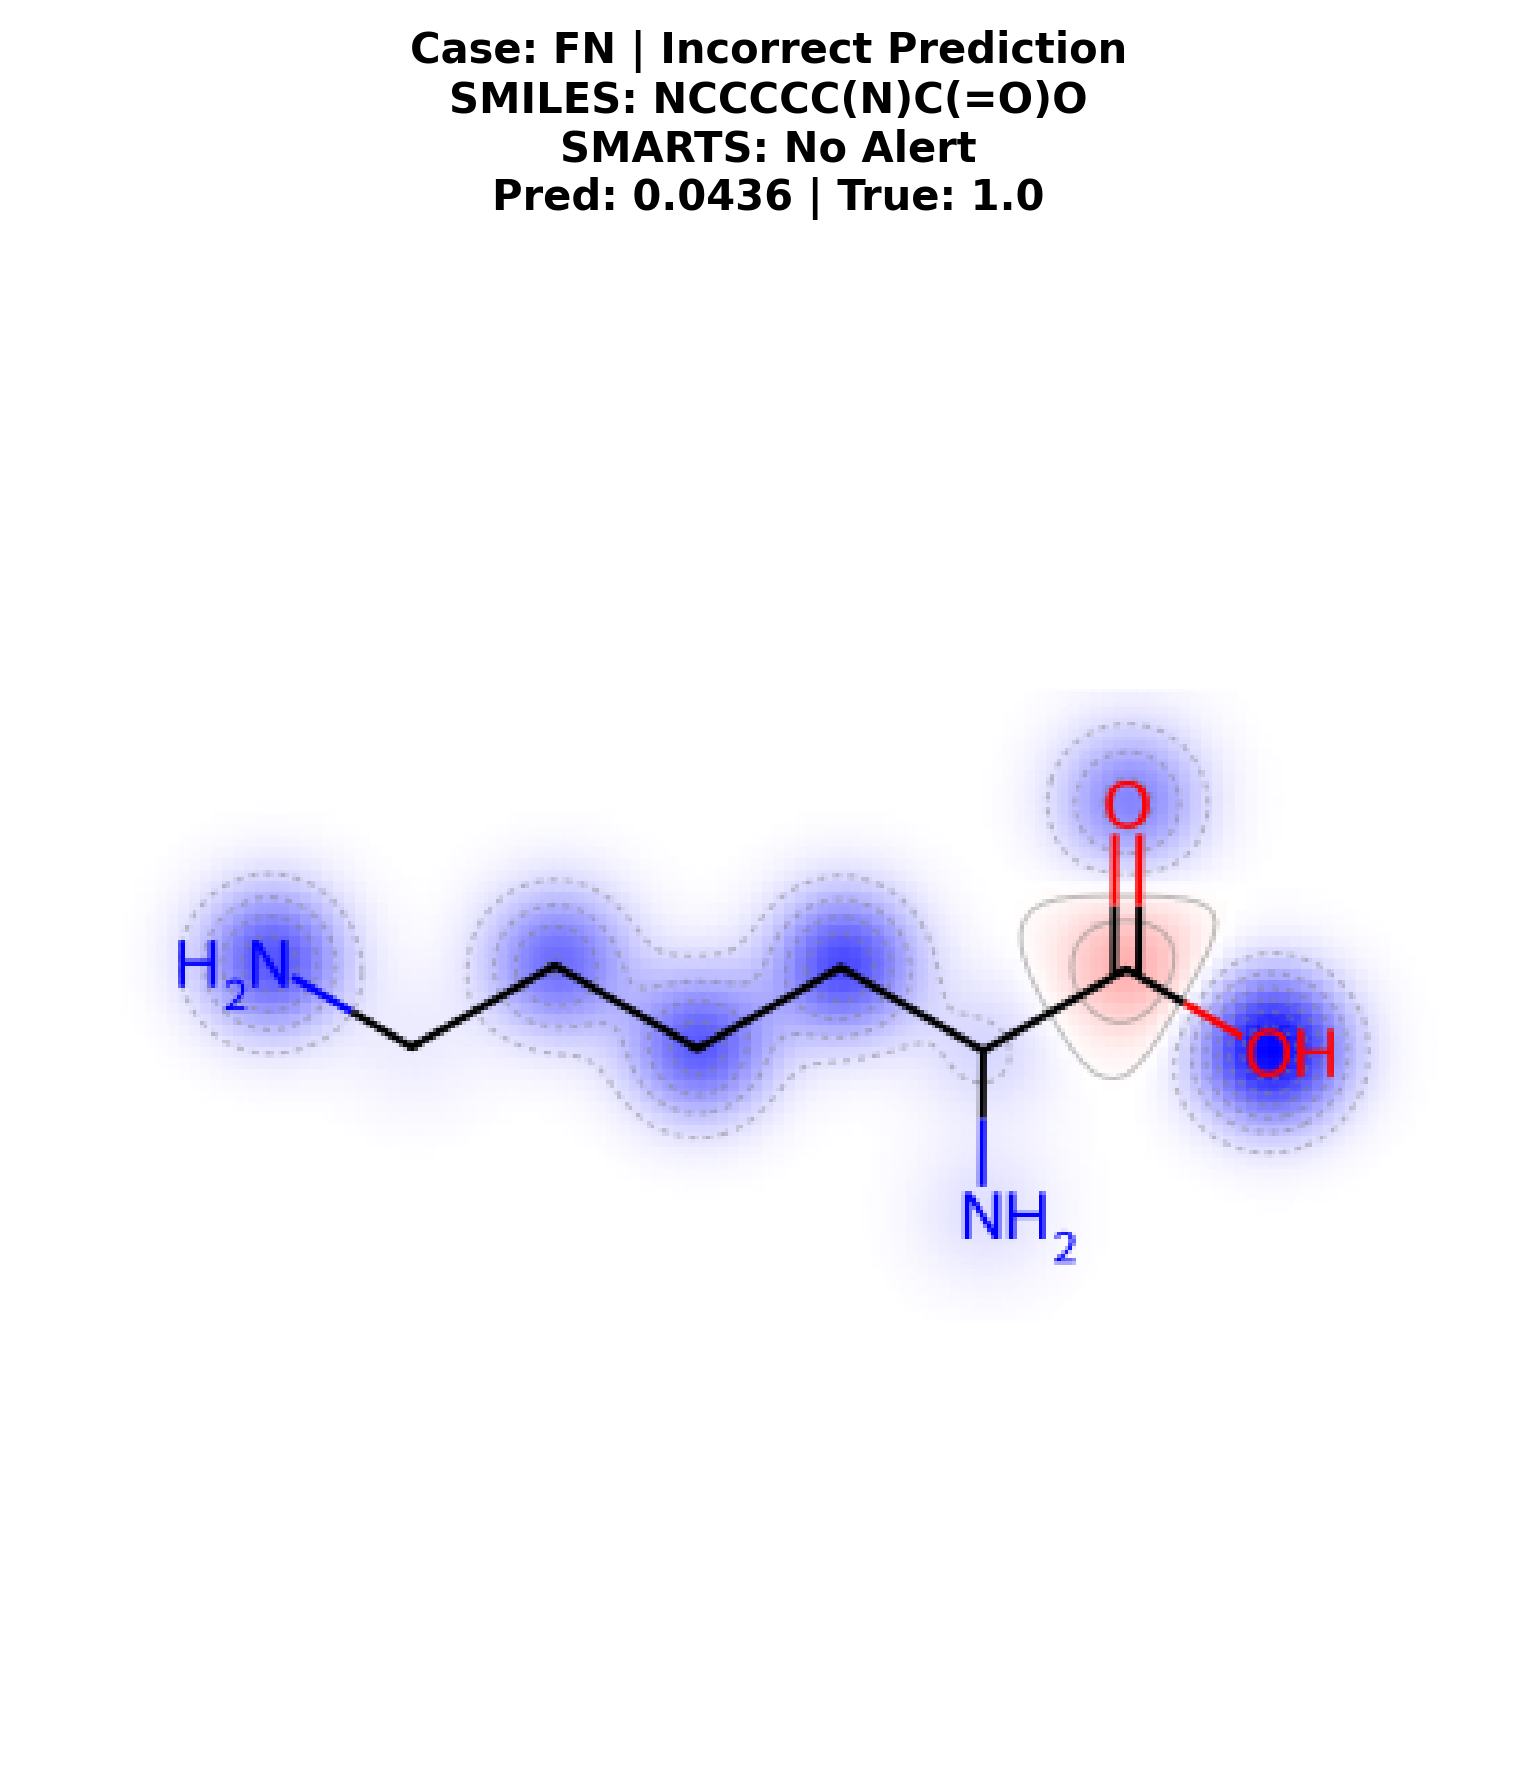 Case: FN | Incorrect Prediction
SMILES: NCCCCC(N)C(=O)O
SMARTS: No Alert
Pred: 0.0436 | True: 1.0
O
H₂N
OH
NH₂